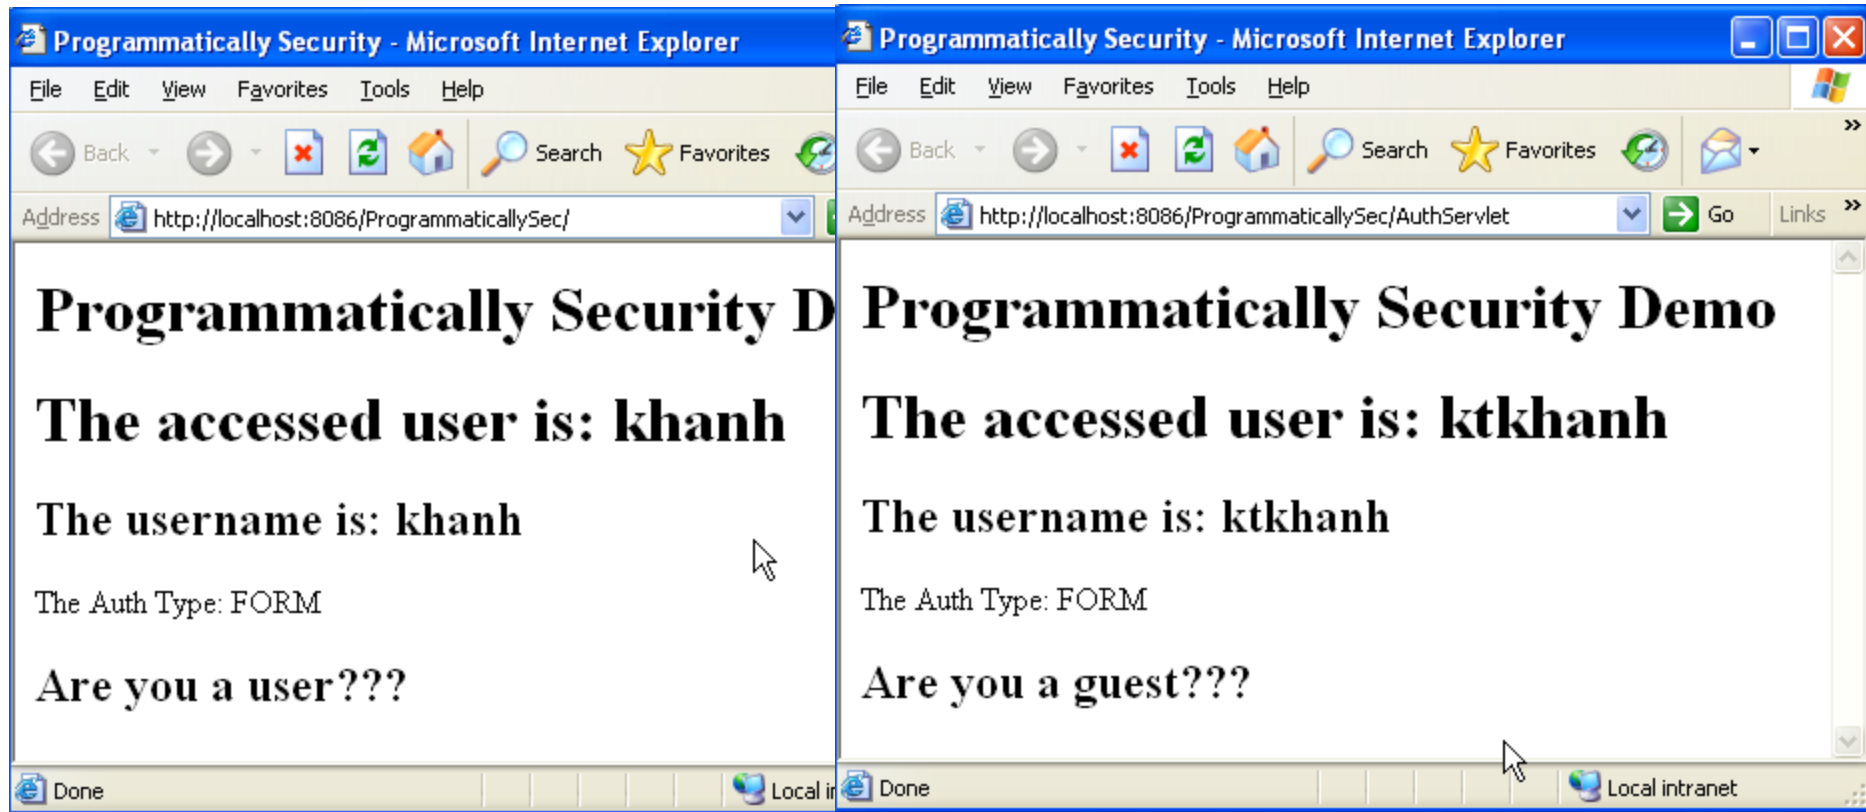 Programmatically Security - Microsoft Internet Explorer
File Edit View Favorites Tools Help
Back Search Favorites
Address http://localhost:8086/ProgrammaticallySec/
Programmatically Security D
The accessed user is: khanh
The username is: khanh
The Auth Type: FORM
Are you a user???
Done Local
Programmatically Security - Microsoft Internet Explorer
File Edit View Favorites Tools Help
Back Search Favorites »
Address http://localhost:8086/ProgrammaticallySec/AuthServlet Go Links »
Programmatically Security Demo
The accessed user is: ktkhanh
The username is: ktkhanh
The Auth Type: FORM
Are you a guest???
Done Local intranet